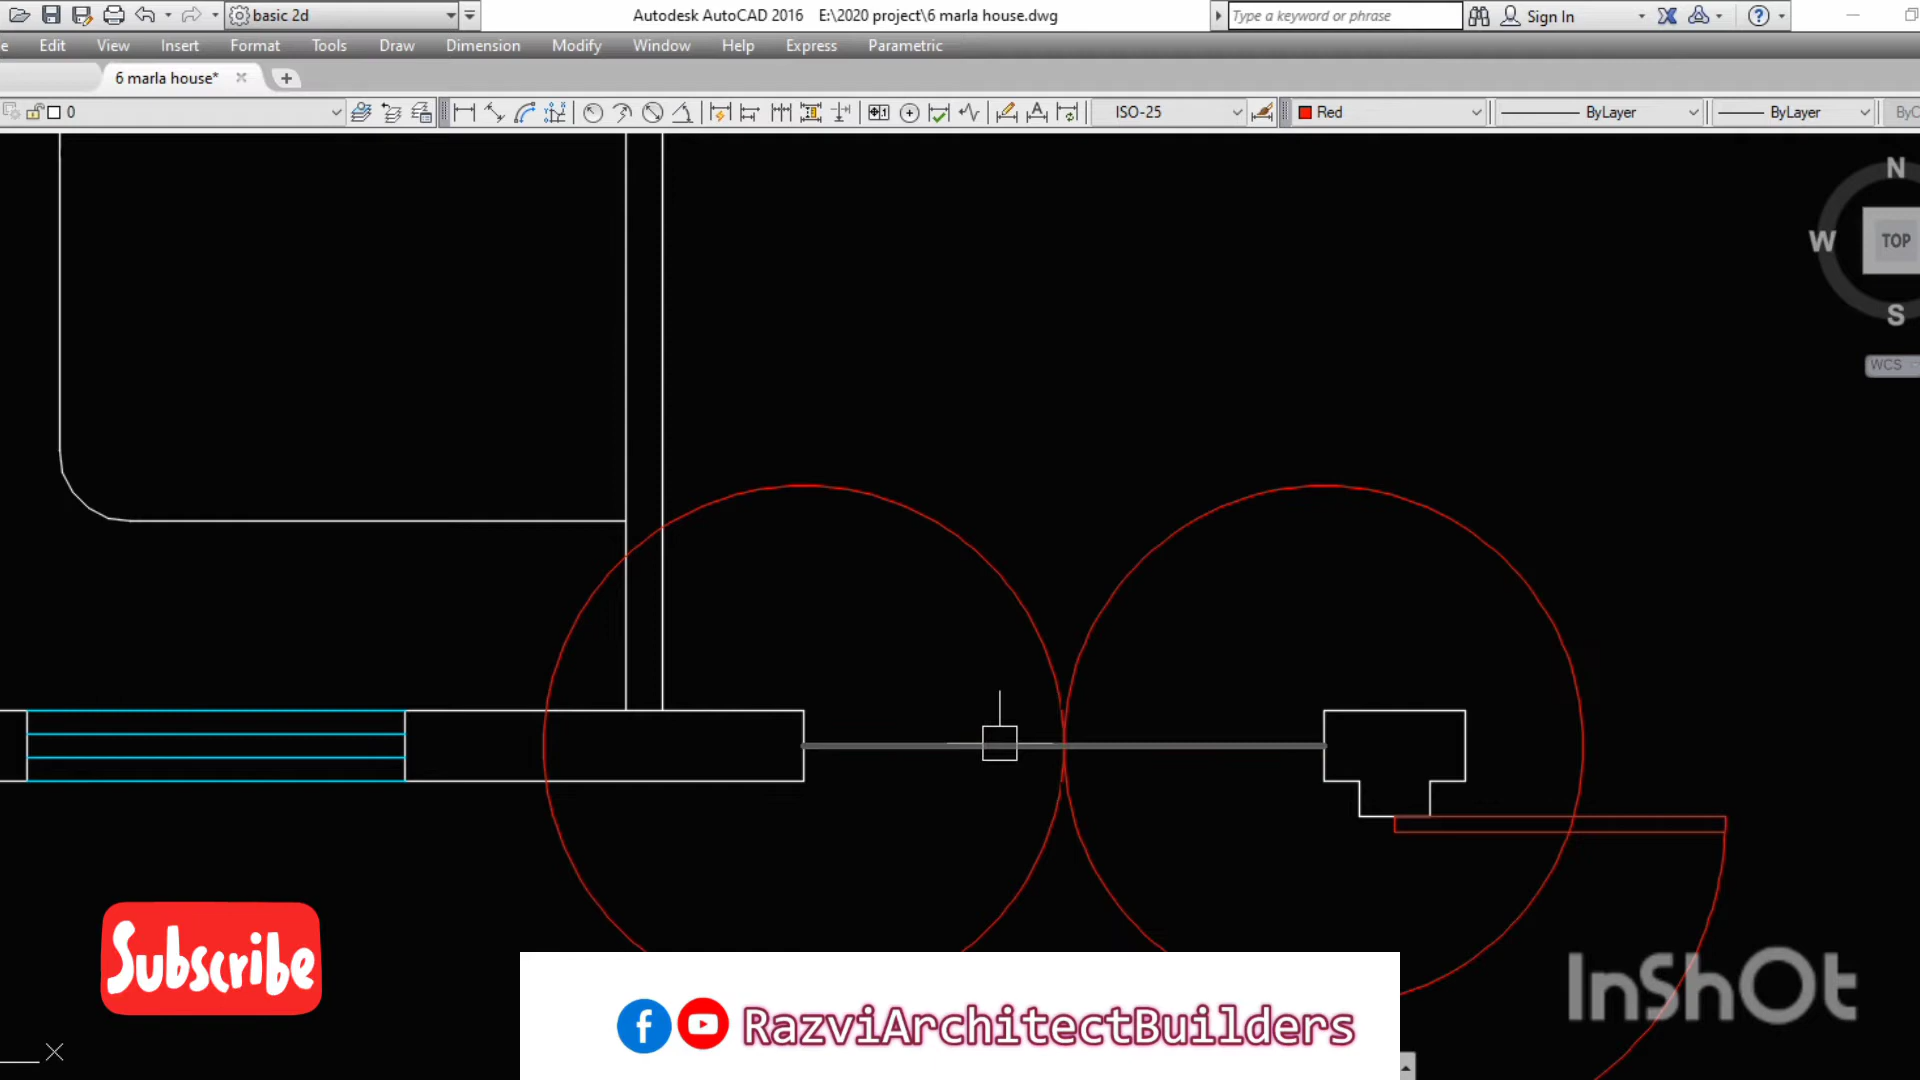 basic 2d
Autodesk AutoCAD 2016 E:\2020 project\6 marla house.dwg
Type a keyword or phrase
Sign In
Edit View Insert Format Tools Draw Dimension Modify Window Help Express Parametric
6 marla house*
0
ISO-25
Red
ByLayer
ByLayer
N
W
TOP
S
WCS
Subscribe
InShOt
RazviArchitectBuilders